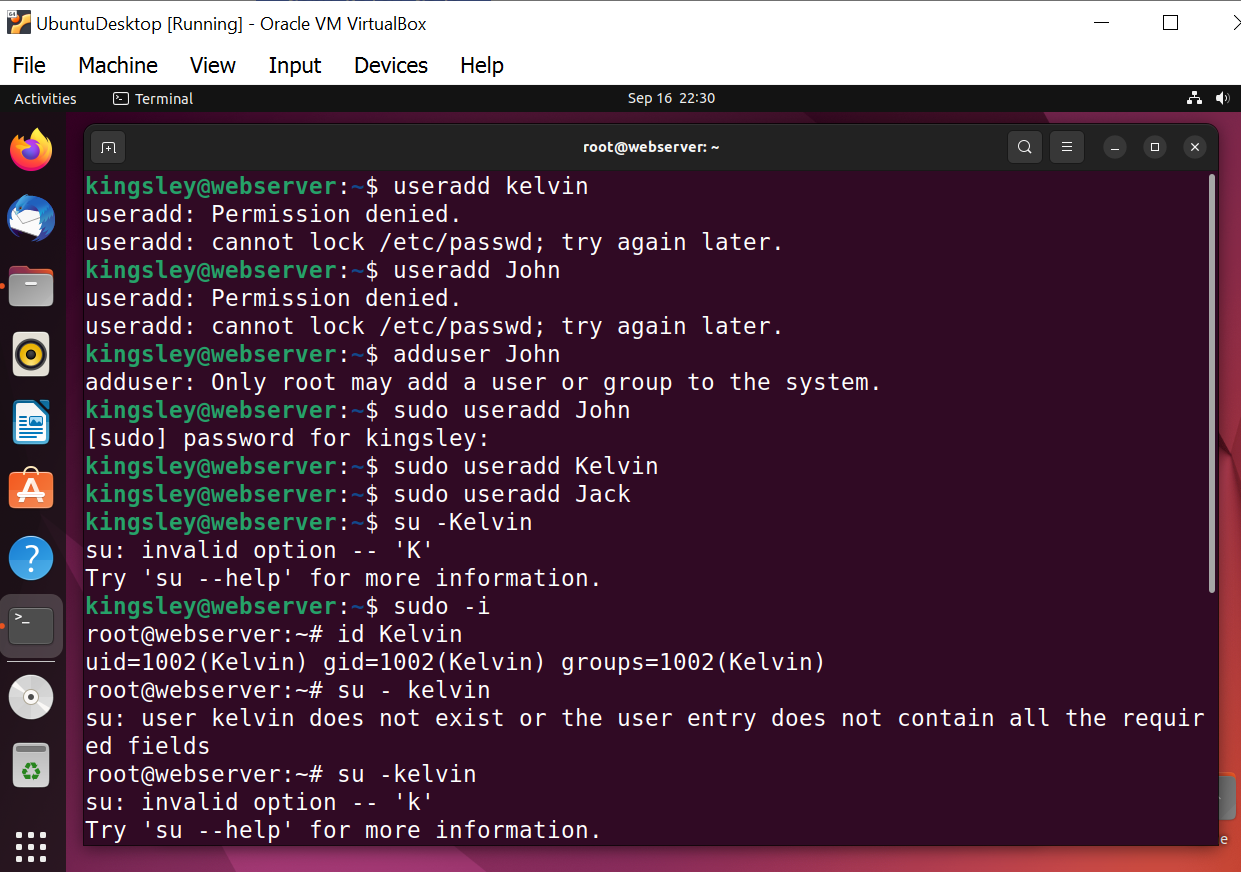 UbuntuDesktop [Running] - Oracle VM VirtualBox
File Machine View Input Devices Help
Activities Terminal Sep 16 22:30
root@webserver: ~
kingsley@webserver:~$ useradd kelvin
useradd: Permission denied.
useradd: cannot lock /etc/passwd; try again later.
kingsley@webserver:~$ useradd John
useradd: Permission denied.
useradd: cannot lock /etc/passwd; try again later.
kingsley@webserver:~$ adduser John
adduser: Only root may add a user or group to the system.
kingsley@webserver:~$ sudo useradd John
[sudo] password for kingsley:
kingsley@webserver:~$ sudo useradd Kelvin
kingsley@webserver:~$ sudo useradd Jack
kingsley@webserver:~$ su -Kelvin
su: invalid option -- 'K'
Try 'su --help' for more information.
kingsley@webserver:~$ sudo -i
root@webserver:~# id Kelvin
uid=1002(Kelvin) gid=1002(Kelvin) groups=1002(Kelvin)
root@webserver:~# su - kelvin
su: user kelvin does not exist or the user entry does not contain all the requir
ed fields
root@webserver:~# su -kelvin
su: invalid option -- 'k'
Try 'su --help' for more information.